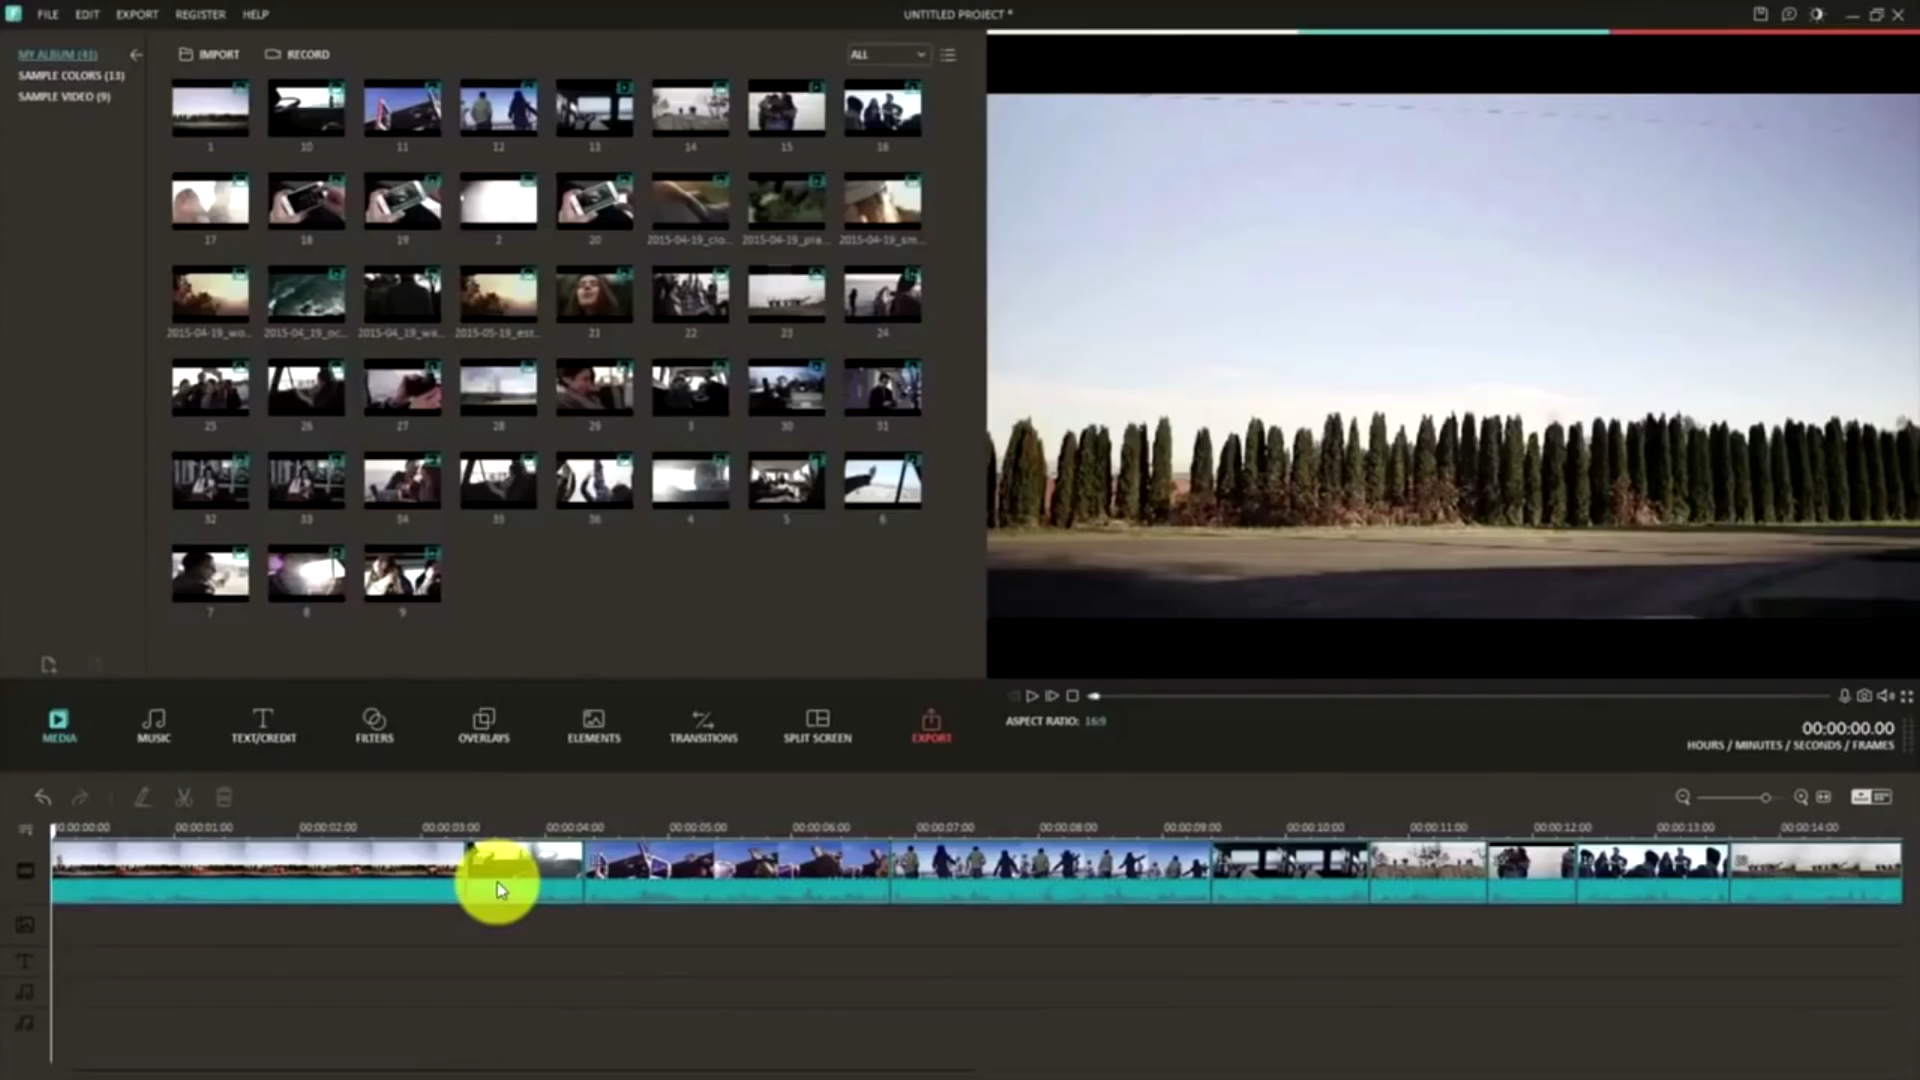 FILE EDIT EXPORT REGISTER HELP
UNTITLED PROJECT *
MY ALBUM (41)
SAMPLE COLORS (13)
SAMPLE VIDEO (9)
IMPORT RECORD ALL
1 10 11 12 13 14 15 16
17 18 19 2 20 2015-04-19_clo... 2015-04-19_pra... 2015-04-19_sm...
2015-04-19_wo... 2015-04_19_oc... 2015-04_19_wa... 2015-05-19_est... 21 22 23 24
25 26 27 28 29 3 30 31
32 33 34 35 36 4 5 6
7 8 9
MEDIA MUSIC TEXT/CREDIT FILTERS OVERLAYS ELEMENTS TRANSITIONS SPLIT SCREEN EXPORT
ASPECT RATIO: 16:9
00:00:00.00
HOURS / MINUTES / SECONDS / FRAMES
00:00:00:00 00:00:01:00 00:00:02:00 00:00:03:00 00:00:04:00 00:00:05:00 00:00:06:00 00:00:07:00 00:00:08:00 00:00:09:00 00:00:10:00 00:00:11:00 00:00:12:00 00:00:13:00 00:00:14:00